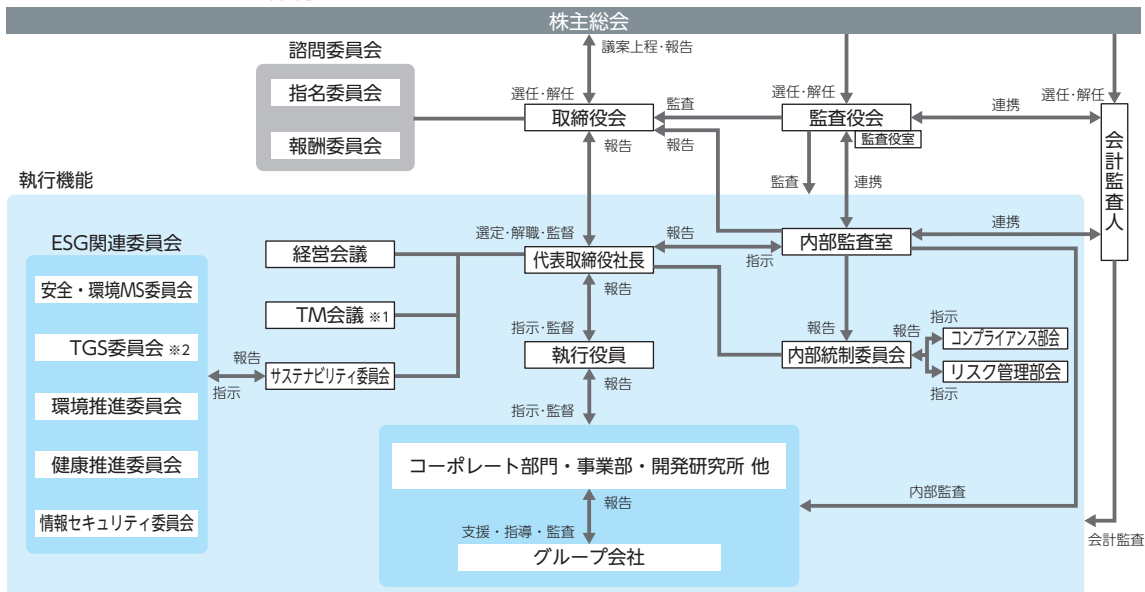 株主総会
諮問委員会
指名委員会
報酬委員会
議案上程・報告
選任・解任
取締役会
監査
報告
報告
選任・解任
監査役会
監査役室
連携
選任・解任
会計監査人
監査
連携
執行機能
ESG関連委員会
安全・環境MS委員会
TGS委員会 ※2
環境推進委員会
健康推進委員会
情報セキュリティ委員会
報告
指示
経営会議
TM会議 ※1
サステナビリティ委員会
選定・解職・監督
代表取締役社長
報告
指示
内部監査室
連携
報告
指示・監督
執行役員
報告
指示・監督
報告
内部統制委員会
報告
指示
コンプライアンス部会
リスク管理部会
指示
コーポレート部門・事業部・開発研究所 他
報告
支援・指導・監査
グループ会社
内部監査
会計監査